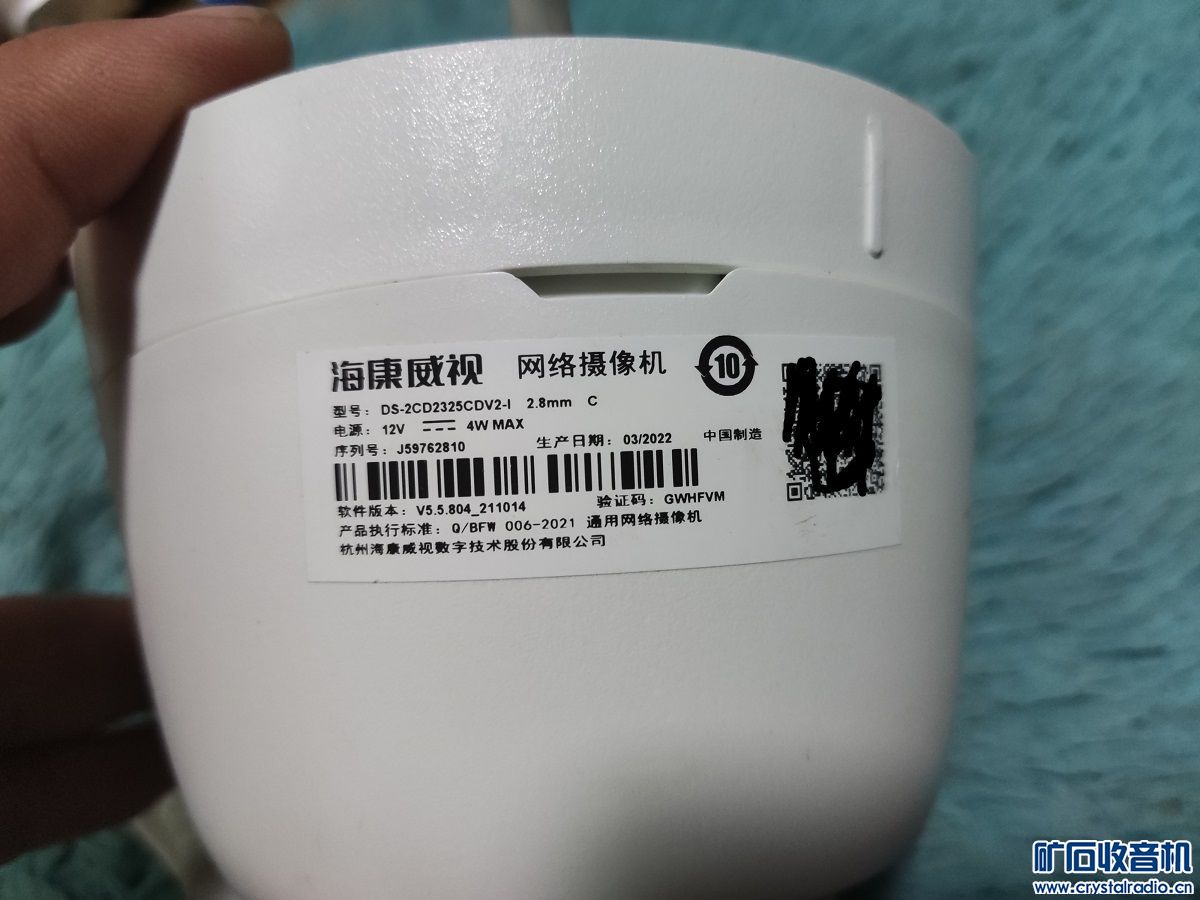 海康威视 网络摄像机
10
型号: DS-2CD2325CDV2-I 2.8mm C
电源: 12V 4W MAX
序列号: J59762810 生产日期: 03/2022 中国制造
软件版本: V5.5.804_211014 验证码: GWHFVM
产品执行标准: Q/BFW 006-2021 通用网络摄像机
杭州海康威视数字技术股份有限公司
矿石收音机
www.crystalradio.cn